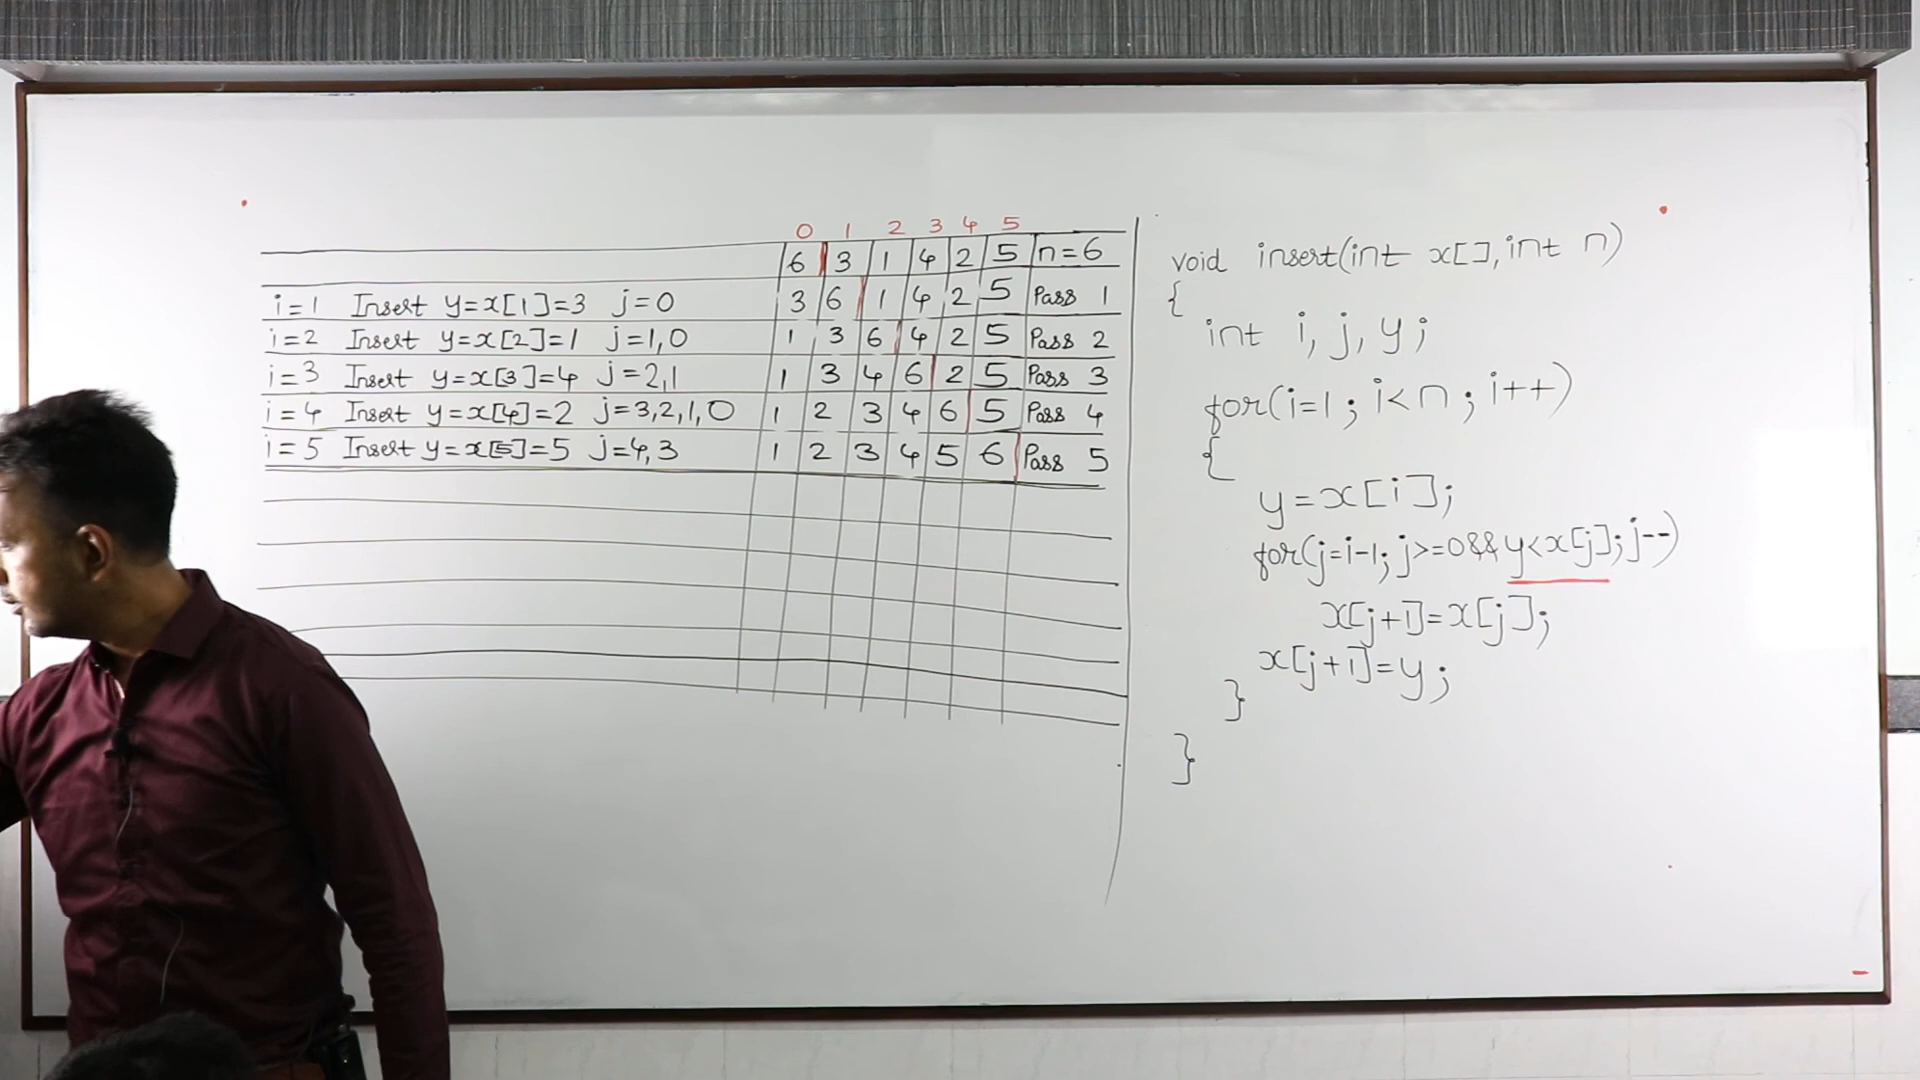 0 1 2 3 4 5
6 3 1 4 2 5 n=6
i=1 Insert y=x[1]=3 j=0 3 6 1 4 2 5 Pass 1
i=2 Insert y=x[2]=1 j=1,0 1 3 6 4 2 5 Pass 2
i=3 Insert y=x[3]=4 j=2,1 1 3 4 6 2 5 Pass 3
i=4 Insert y=x[4]=2 j=3,2,1,0 1 2 3 4 6 5 Pass 4
i=5 Insert y=x[5]=5 j=4,3 1 2 3 4 5 6 Pass 5
void insert(int x[],int n)
{
int i, j, y;
for(i=1; i<n; i++)
{
y=x[i];
for(j=i-1; j>=0&&y<x[j]; j--)
x[j+1]=x[j];
x[j+1]=y;
}
}